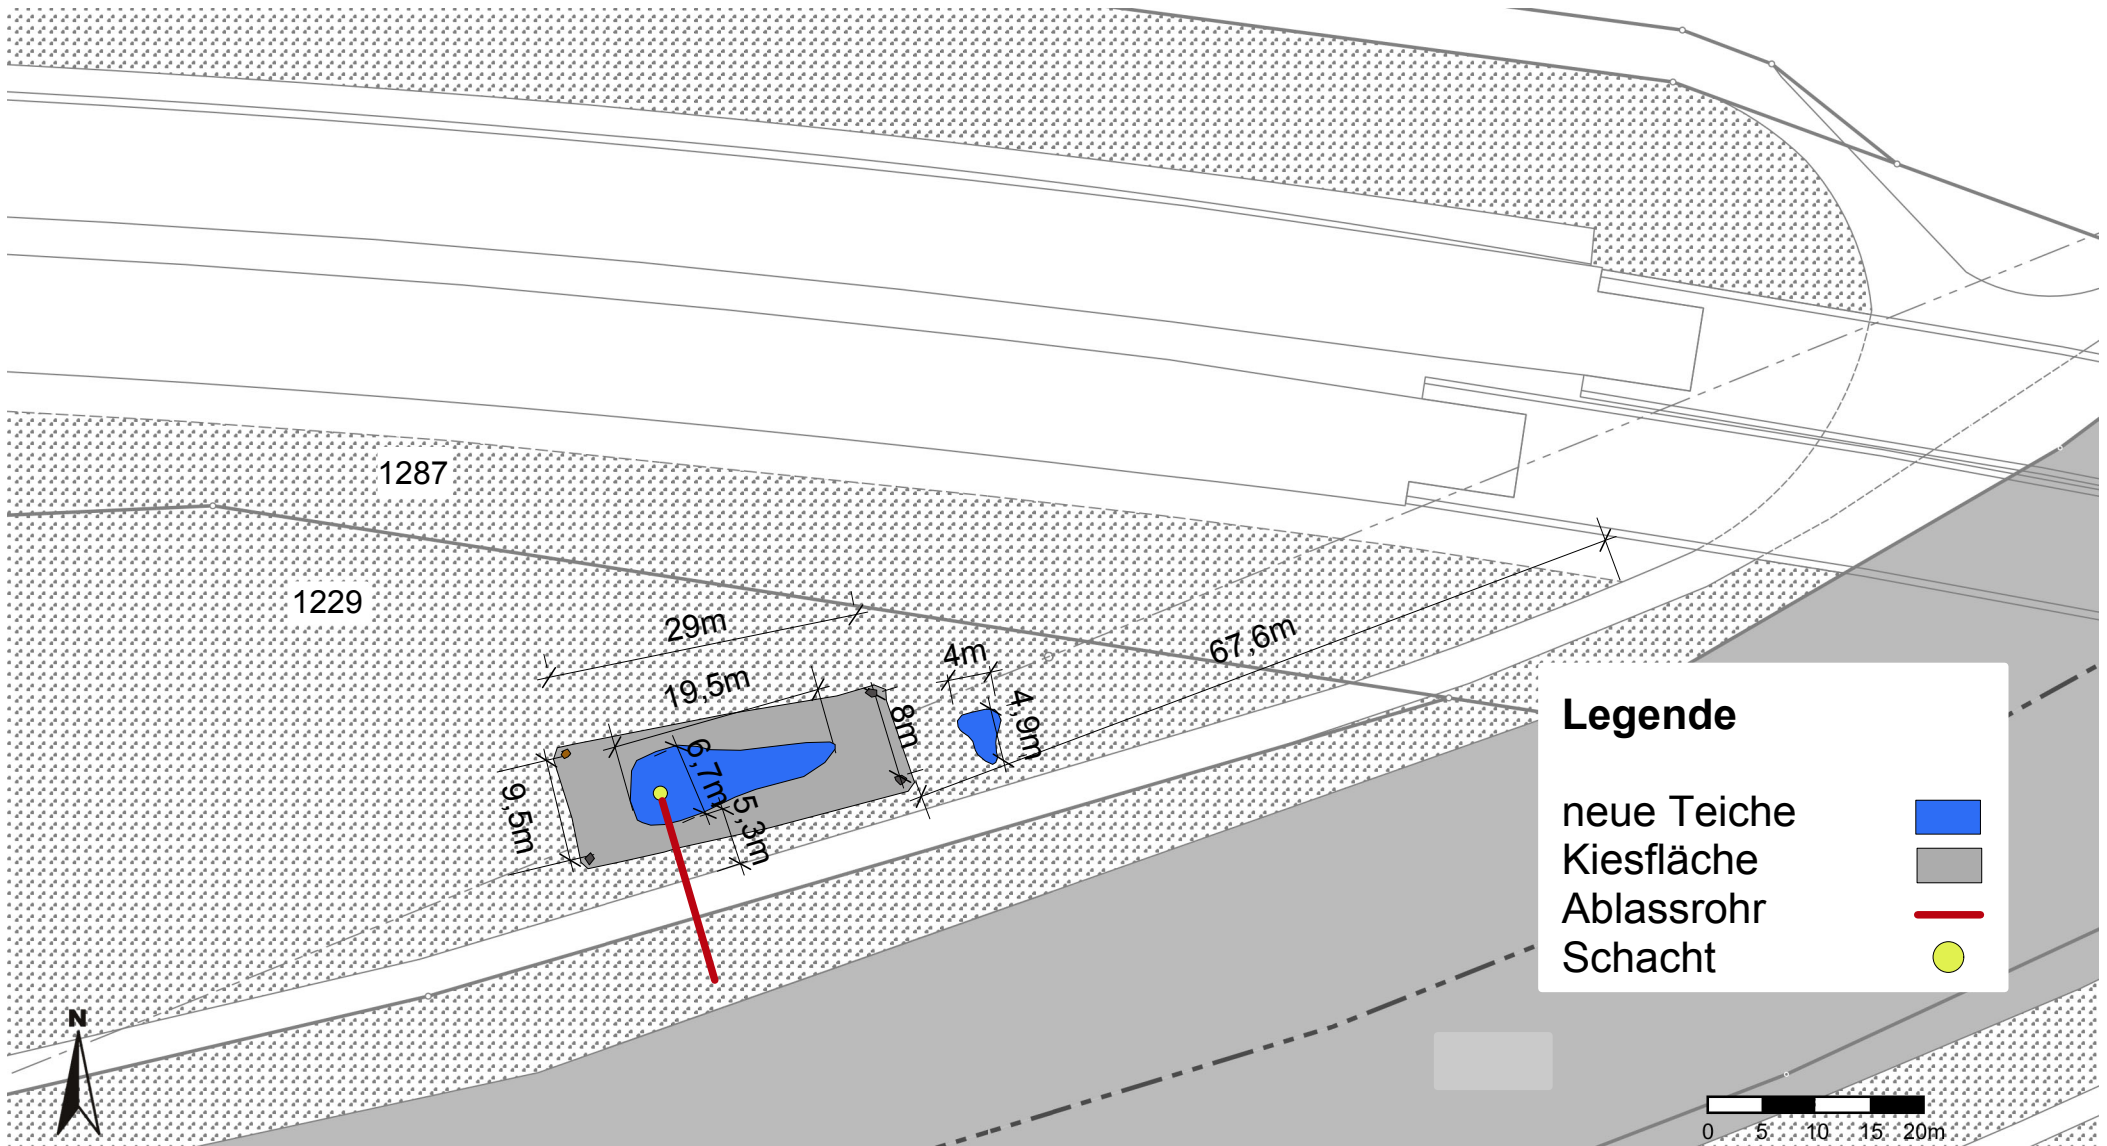 1287
1229
29m
19,5m
4m
67,6m
8m
4,9m
6,7m
5,3m
9,5m
Legende
neue Teiche
Kiesfläche
Ablassrohr
Schacht
N
0 5 10 15 20m